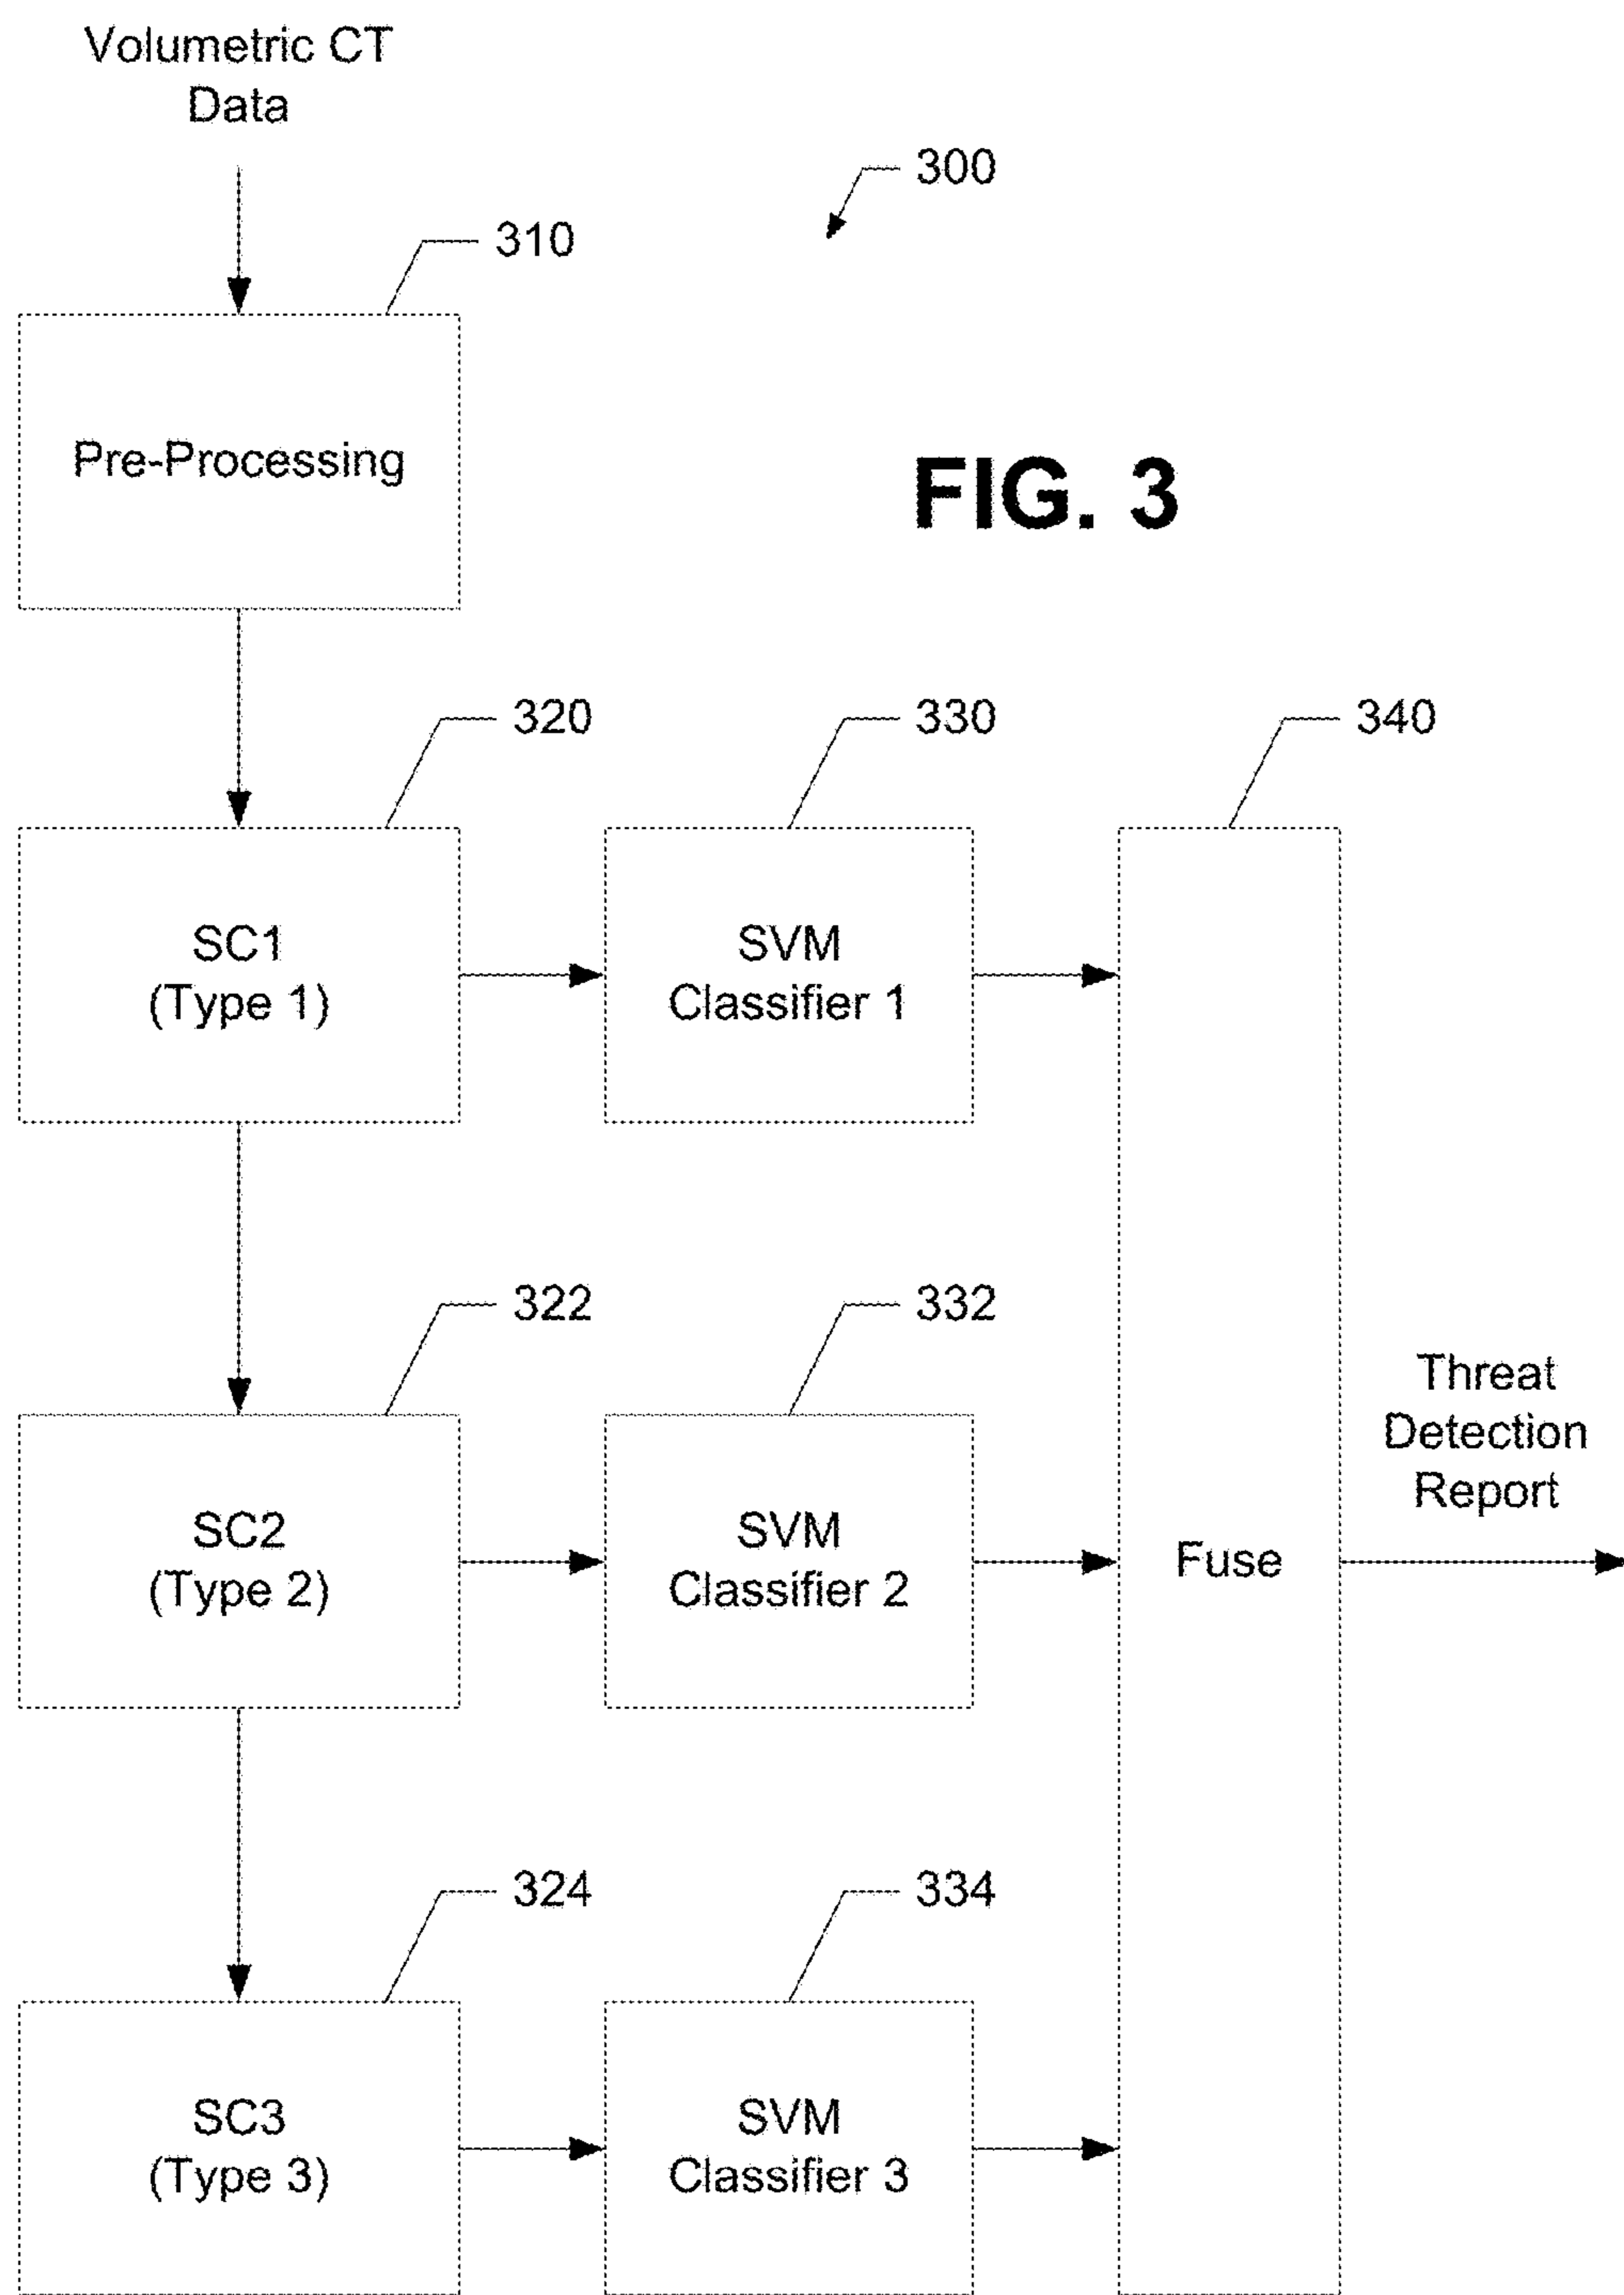 Volumetric CT
Data
300
310
Pre-Processing
FIG. 3
320
330
340
SC1
(Type 1)
SVM
Classifier 1
322
332
Threat
Detection
Report
SC2
(Type 2)
SVM
Classifier 2
Fuse
324
334
SC3
(Type 3)
SVM
Classifier 3